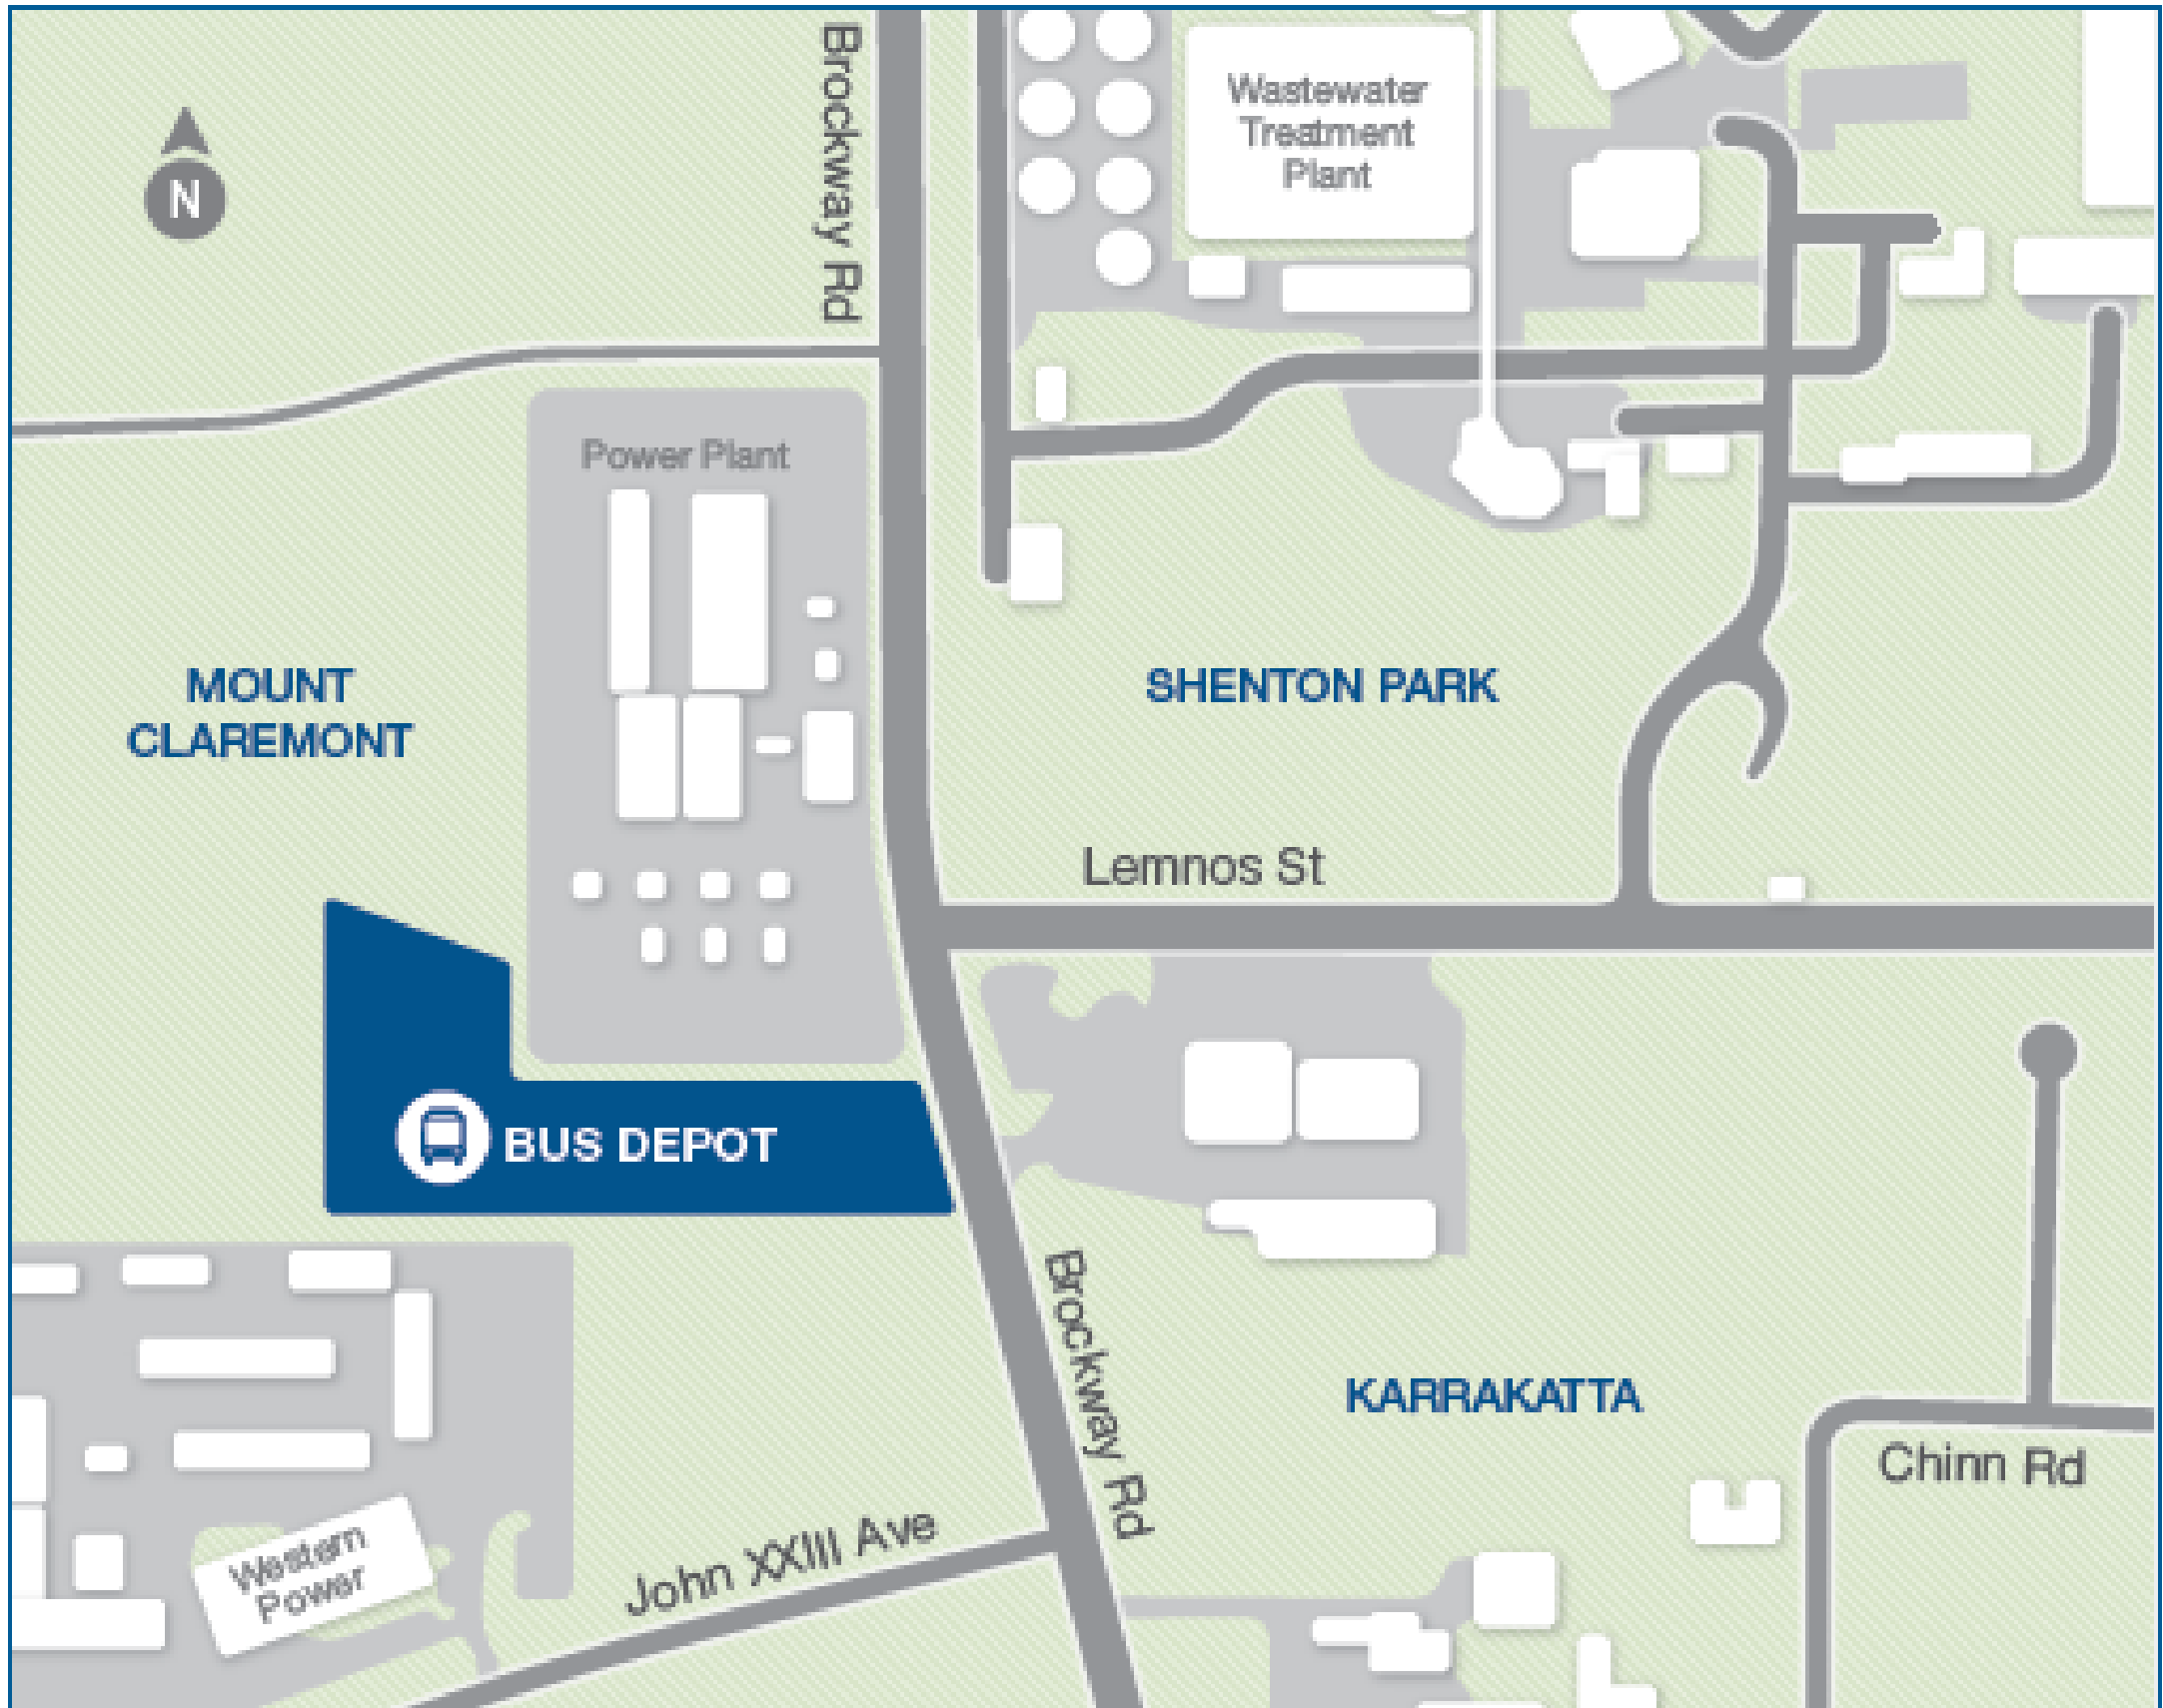 Brockway Rd
Wastewater
Treatment
Plant
N
Power Plant
MOUNT
CLAREMONT
SHENTON PARK
Lemnos St
BUS DEPOT
Brockway Rd
KARRAKATTA
Chinn Rd
John XXIII Ave
Western
Power